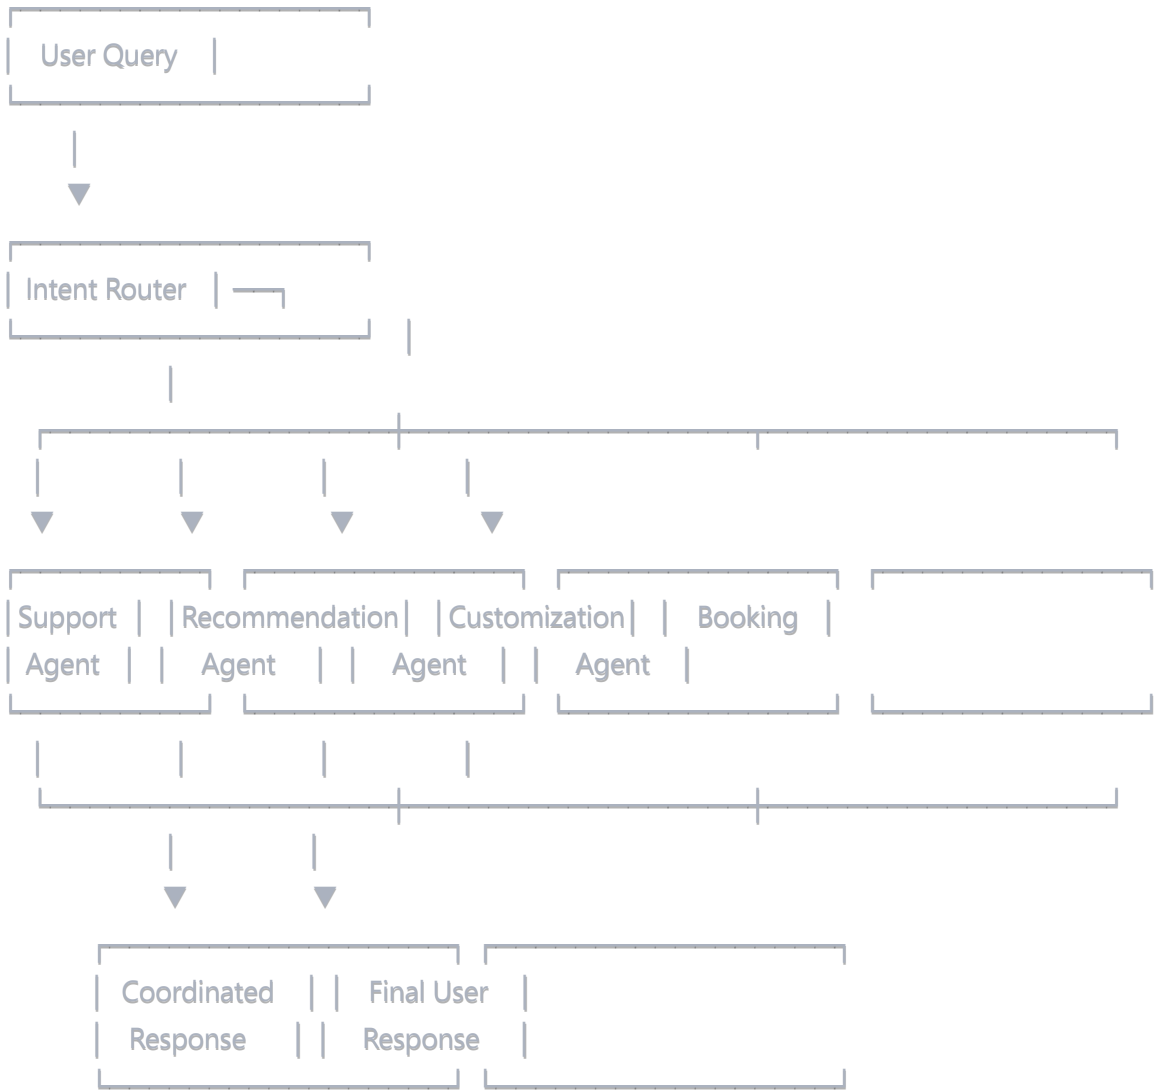 User Query
Intent Router
Support Recommendation Customization Booking
Agent Agent Agent Agent
Coordinated Final User
Response Response